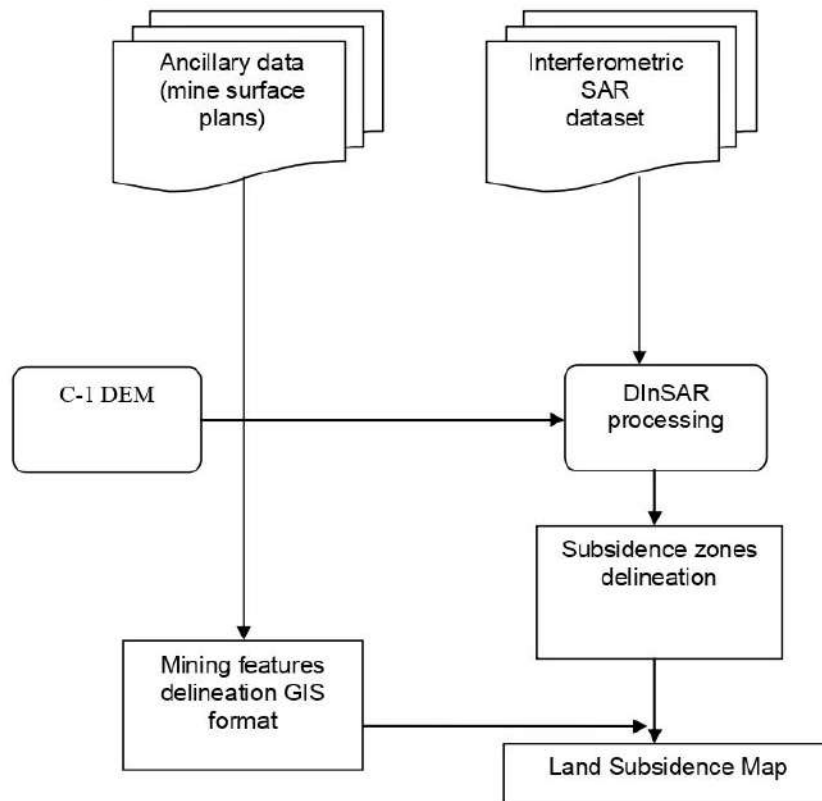 Ancillary data
(mine surface
plans)
Interferometric
SAR
dataset
C-1 DEM
DInSAR
processing
Subsidence zones
delineation
Mining features
delineation GIS
format
Land Subsidence Map